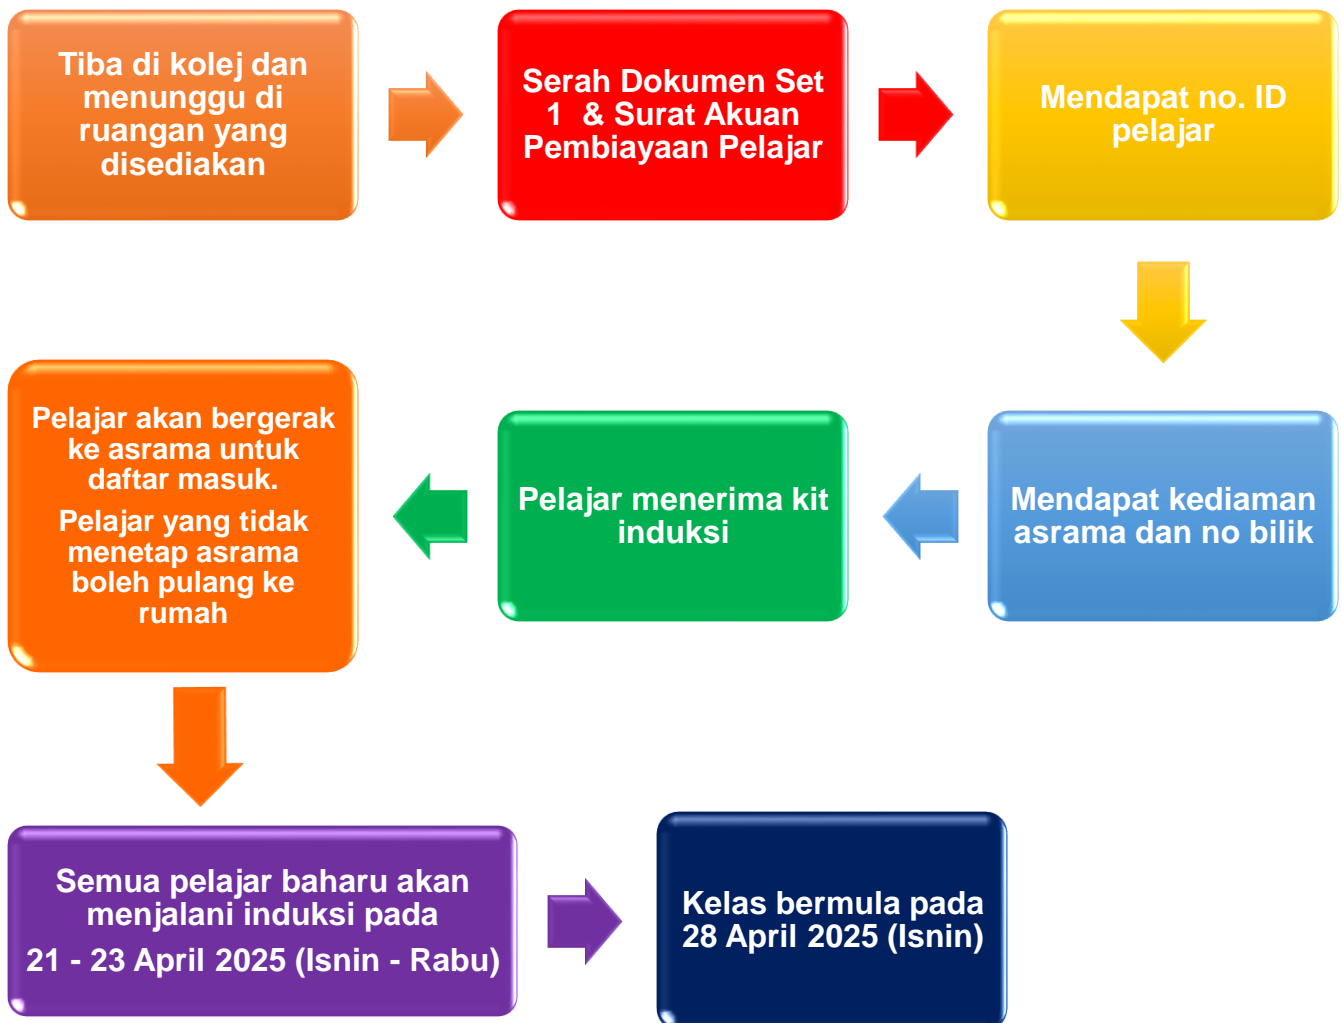 Tiba di kolej dan
menunggu di
ruangan yang
disediakan
Serah Dokumen Set
1 & Surat Akuan
Pembiayaan Pelajar
Mendapat no. ID
pelajar
Mendapat kediaman
asrama dan no bilik
Pelajar menerima kit
induksi
Pelajar akan bergerak
ke asrama untuk
daftar masuk.
Pelajar yang tidak
menetap asrama
boleh pulang ke
rumah
Semua pelajar baharu akan
menjalani induksi pada
21 - 23 April 2025 (Isnin - Rabu)
Kelas bermula pada
28 April 2025 (Isnin)